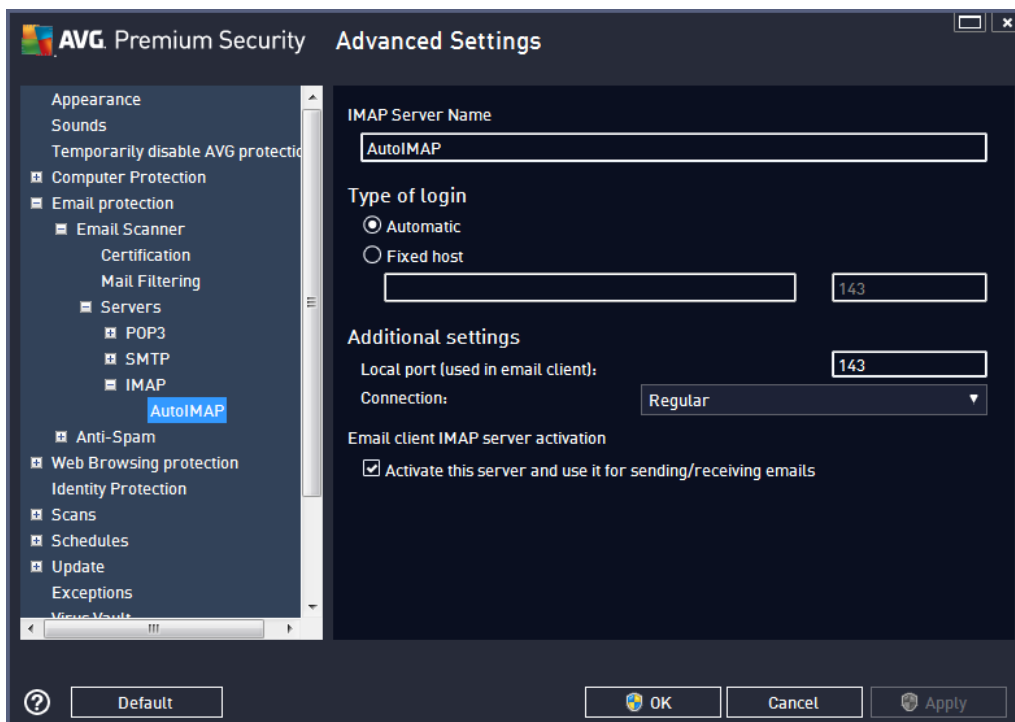 AVG. Premium Security Advanced Settings
Appearance
Sounds
Temporarily disable AVG protectio
Computer Protection
Email protection
Email Scanner
Certification
Mail Filtering
Servers
POP3
SMTP
IMAP
AutoIMAP
Anti-Spam
Web Browsing protection
Identity Protection
Scans
Schedules
Update
Exceptions
Virus Vault
IMAP Server Name
AutoIMAP
Type of login
Automatic
Fixed host
143
Additional settings
Local port (used in email client): 143
Connection: Regular
Email client IMAP server activation
Activate this server and use it for sending/receiving emails
Default OK Cancel Apply